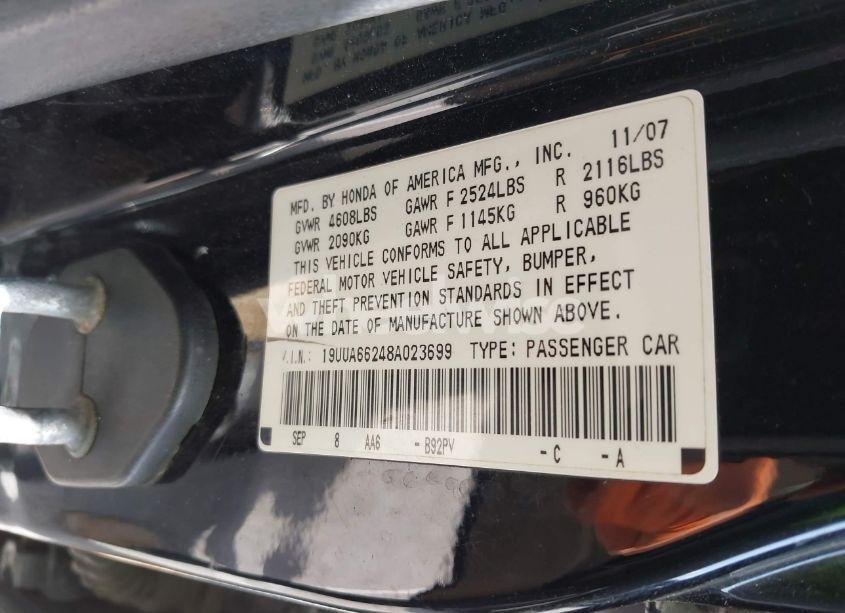 11/07
MFD. BY HONDA OF AMERICA MFG., INC.
GVWR 4608LBS GAWR F 2524LBS R 2116LBS
GVWR 2090KG GAWR F 1145KG R 960KG
THIS VEHICLE CONFORMS TO ALL APPLICABLE
FEDERAL MOTOR VEHICLE SAFETY, BUMPER,
AND THEFT PREVENTION STANDARDS IN EFFECT
ON THE DATE OF MANUFACTURE SHOWN ABOVE.
V.I.N.: 19UUA66248A023699 TYPE: PASSENGER CAR
SEP 8 AA6 - B92PV - C - A